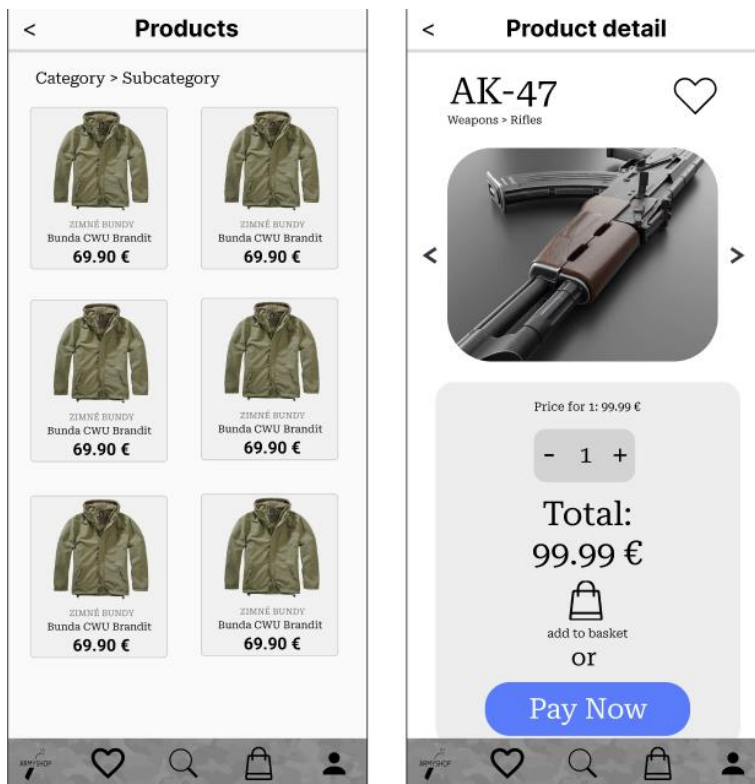 < Products
Category > Subcategory
ZIMNÉ BUNDY
Bunda CWU Brandit
69.90 €
ZIMNÉ BUNDY
Bunda CWU Brandit
69.90 €
ZIMNÉ BUNDY
Bunda CWU Brandit
69.90 €
ZIMNÉ BUNDY
Bunda CWU Brandit
69.90 €
ZIMNÉ BUNDY
Bunda CWU Brandit
69.90 €
ZIMNÉ BUNDY
Bunda CWU Brandit
69.90 €
ARMYSHOP
< Product detail
AK-47
Weapons > Rifles
< >
Price for 1: 99.99 €
- 1 +
Total:
99.99 €
add to basket
or
Pay Now
ARMYSHOP